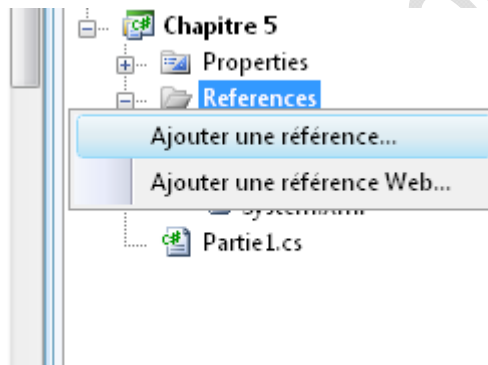 Chapitre 5
Properties
References
Ajouter une référence...
Ajouter une référence Web...
Partie1.cs